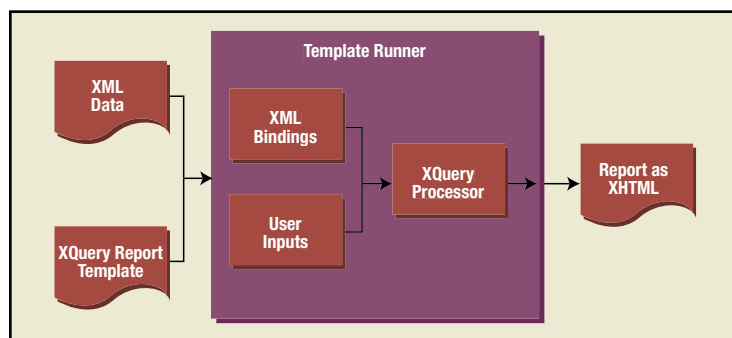 Template Runner
XML
Data
XQuery Report
Template
XML
Bindings
User
Inputs
XQuery
Processor
Report as
XHTML